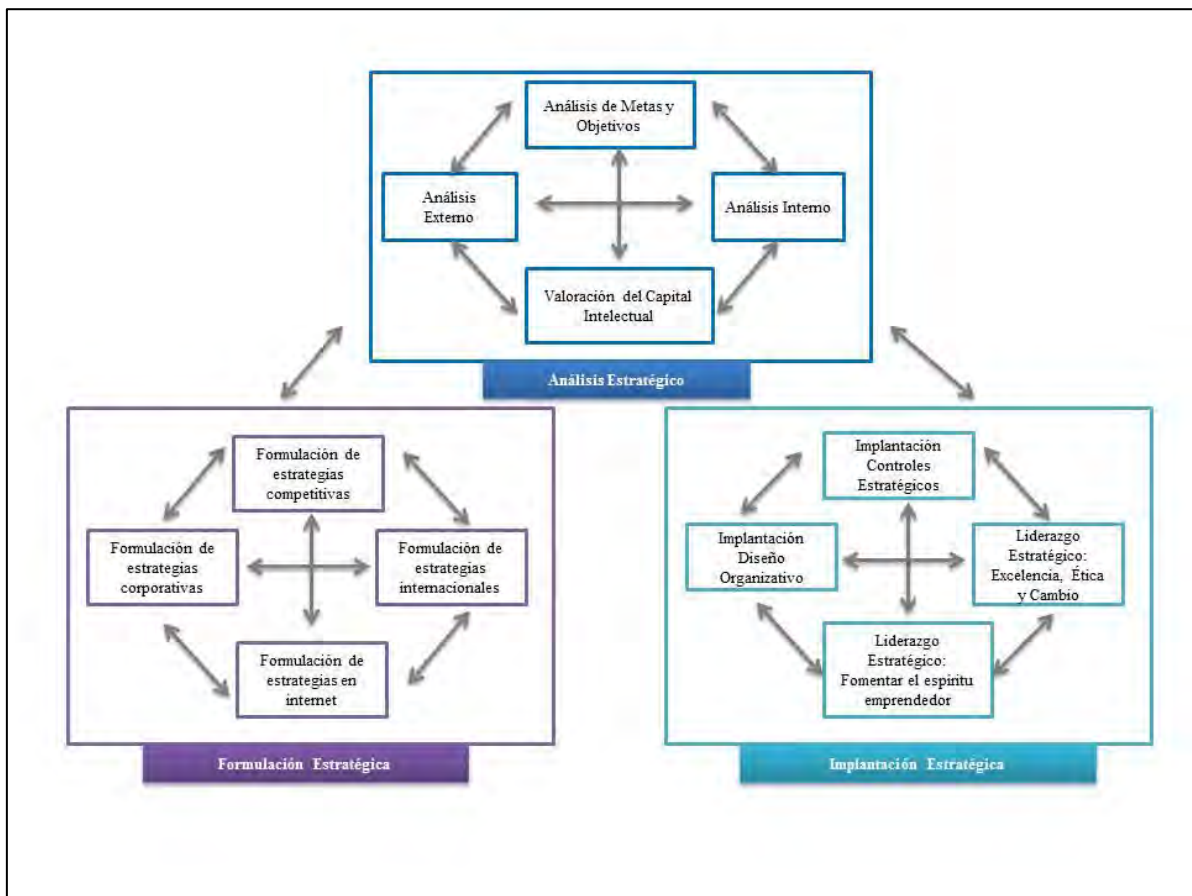 Análisis de Metas y
Objetivos
Análisis
Externo
Análisis Interno
Valoración del Capital
Intelectual
Análisis Estratégico
Formulación de
estrategias
competitivas
Formulación de
estrategias
corporativas
Formulación de
estrategias
internacionales
Formulación de
estrategias en
internet
Formulación Estratégica
Implantación
Controles
Estratégicos
Implantación
Diseño
Organizativo
Liderazgo
Estratégico:
Excelencia, Ética
y Cambio
Liderazgo
Estratégico:
Fomentar el espíritu
emprendedor
Implantación Estratégica